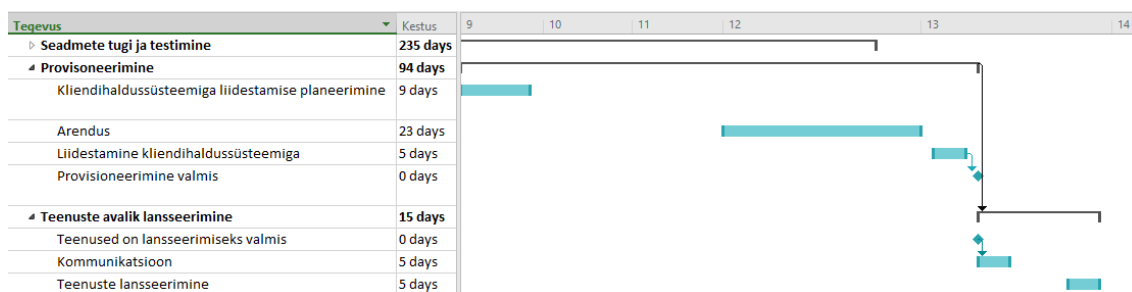 Tegevus Kestus 9 10 11 12 13 14
Seadmete tugi ja testimine 235 days
Provisoneerimine 94 days
Kliendihaldussüsteemiga liidestamise planeerimine 9 days
Arendus 23 days
Liidestamine kliendihaldussüsteemiga 5 days
Provisioneerimine valmis 0 days
Teenuste avalik lansseerimine 15 days
Teenused on lansseerimiseks valmis 0 days
Kommunikatsioon 5 days
Teenuste lansseerimine 5 days